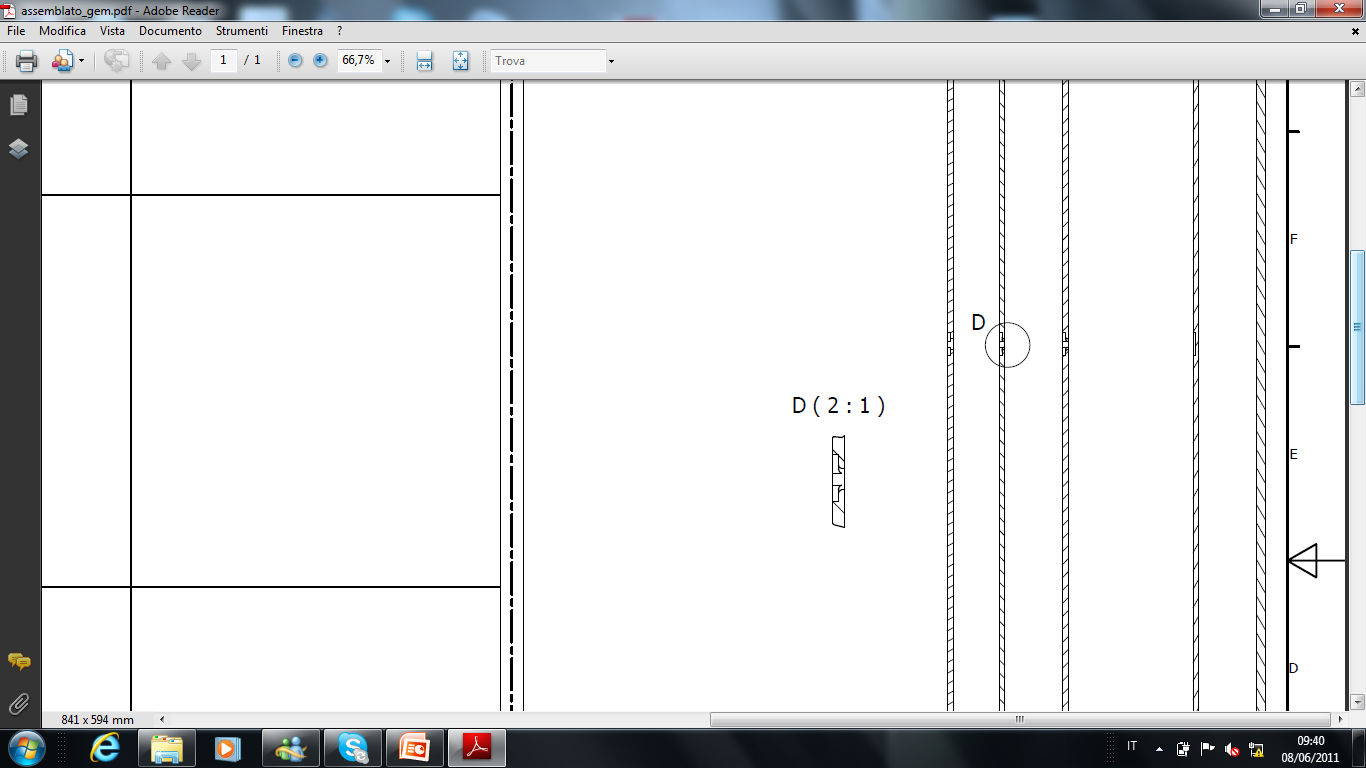 assemblato_gem.pdf - Adobe Reader
File Modifica Vista Documento Strumenti Finestra ?
1 / 1 66,7% Trova
F
D
D ( 2 : 1 )
E
D
841 x 594 mm
IT 09:40
08/06/2011